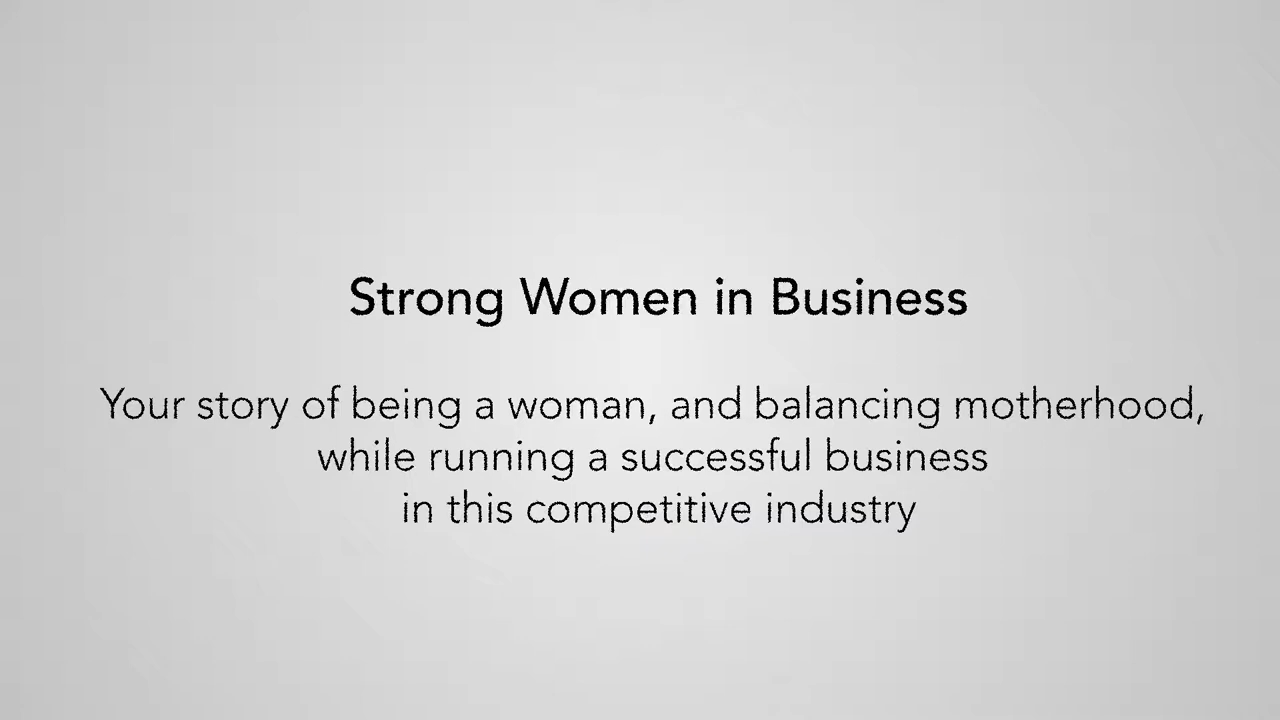 Strong Women in Business
Your story of being a woman, and balancing motherhood,
while running a successful business
in this competitive industry